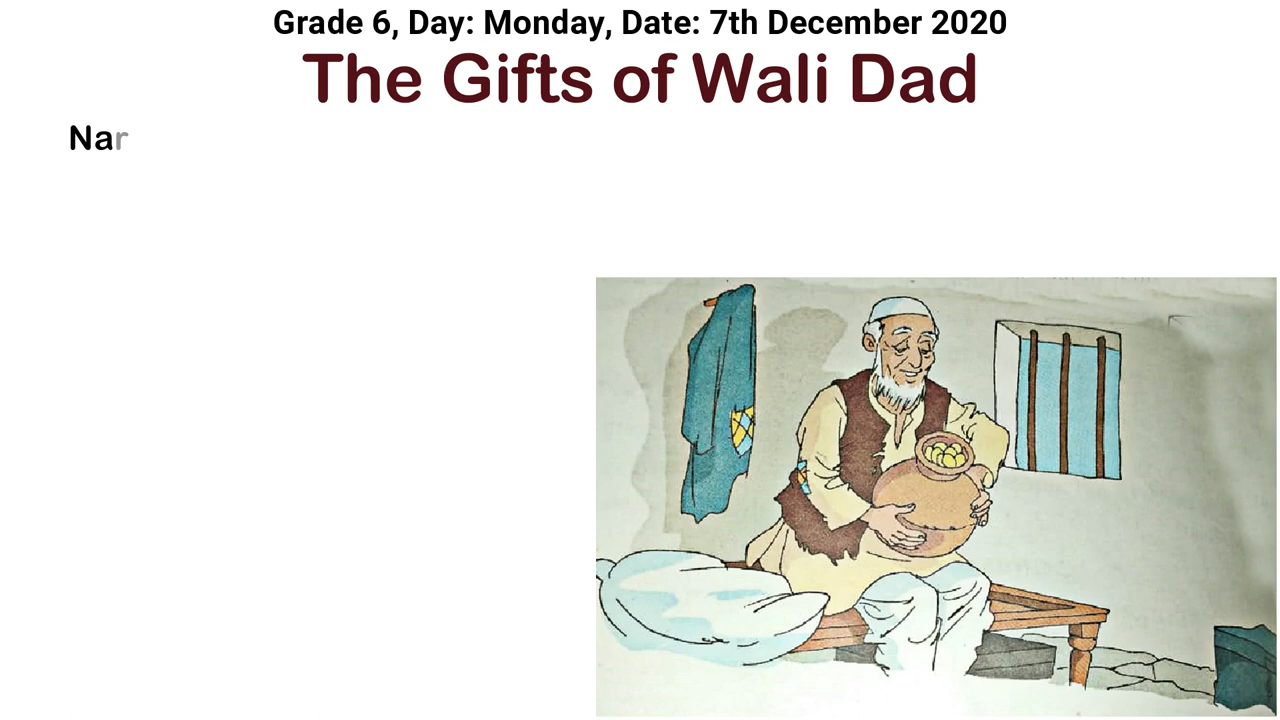 Grade 6, Day: Monday, Date: 7th December 2020
The Gifts of Wali Dad
Nar